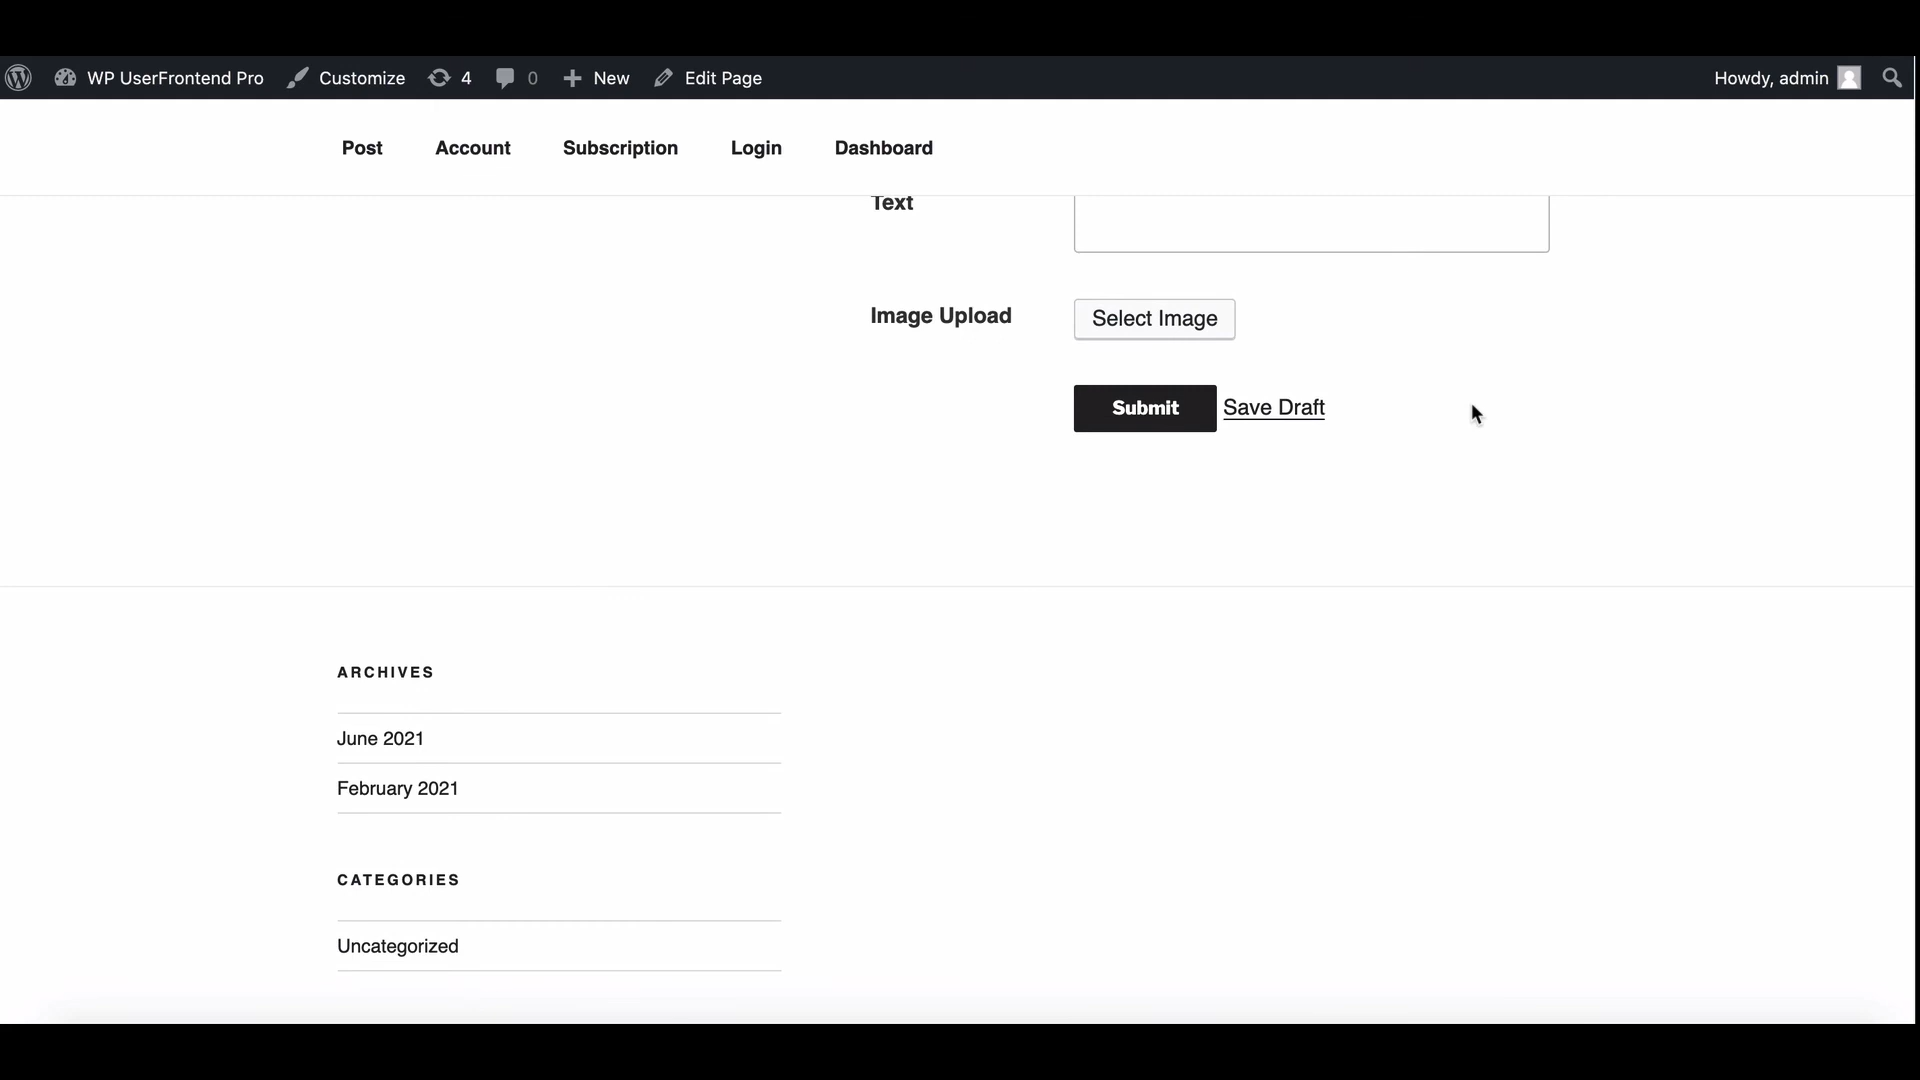 WP UserFrontend Pro Customize 4 0 New Edit Page Howdy, admin
Post Account Subscription Login Dashboard
Text
Image Upload Select Image
Submit Save Draft
ARCHIVES
June 2021
February 2021
CATEGORIES
Uncategorized